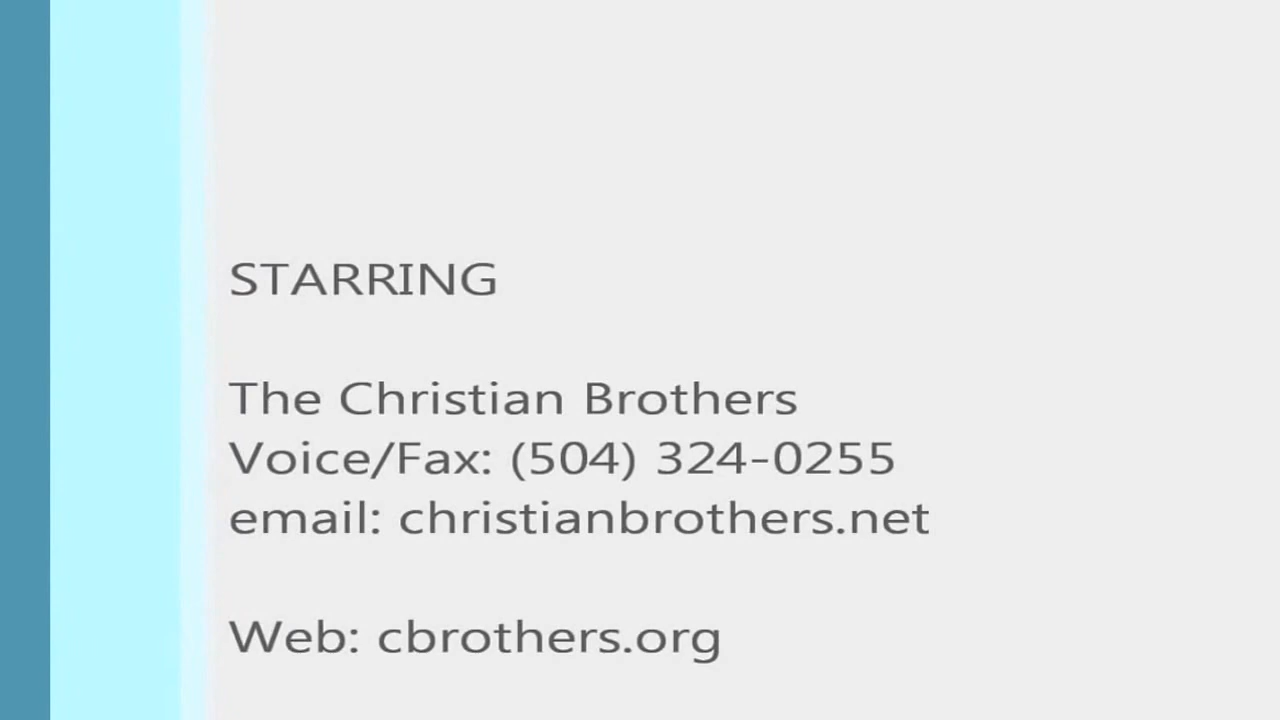 STARRING
The Christian Brothers
Voice/Fax: (504) 324-0255
email: christianbrothers.net
Web: cbrothers.org